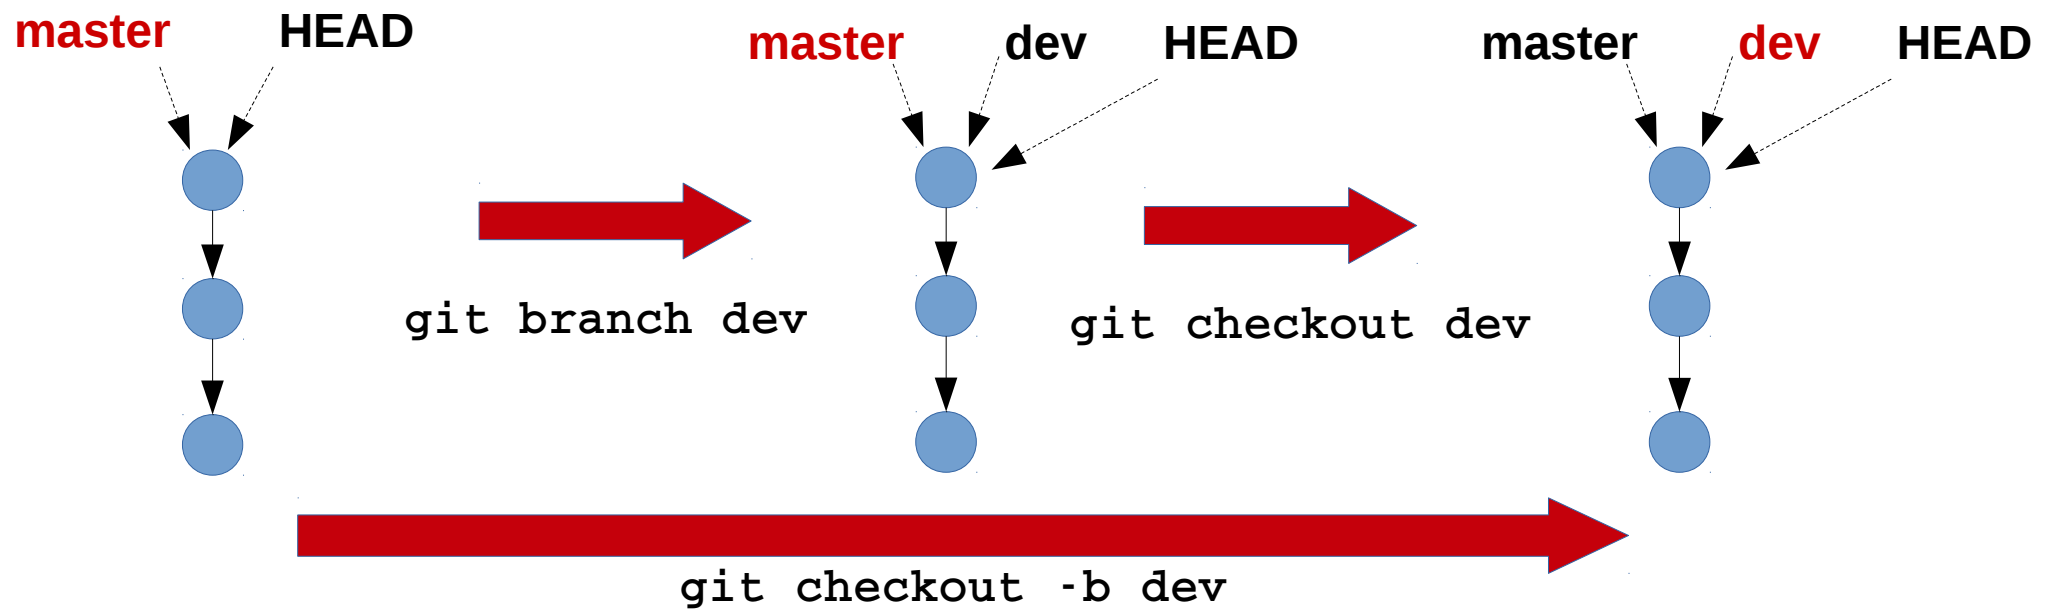 master HEAD
master dev HEAD
master dev HEAD
git branch dev
git checkout dev
git checkout -b dev